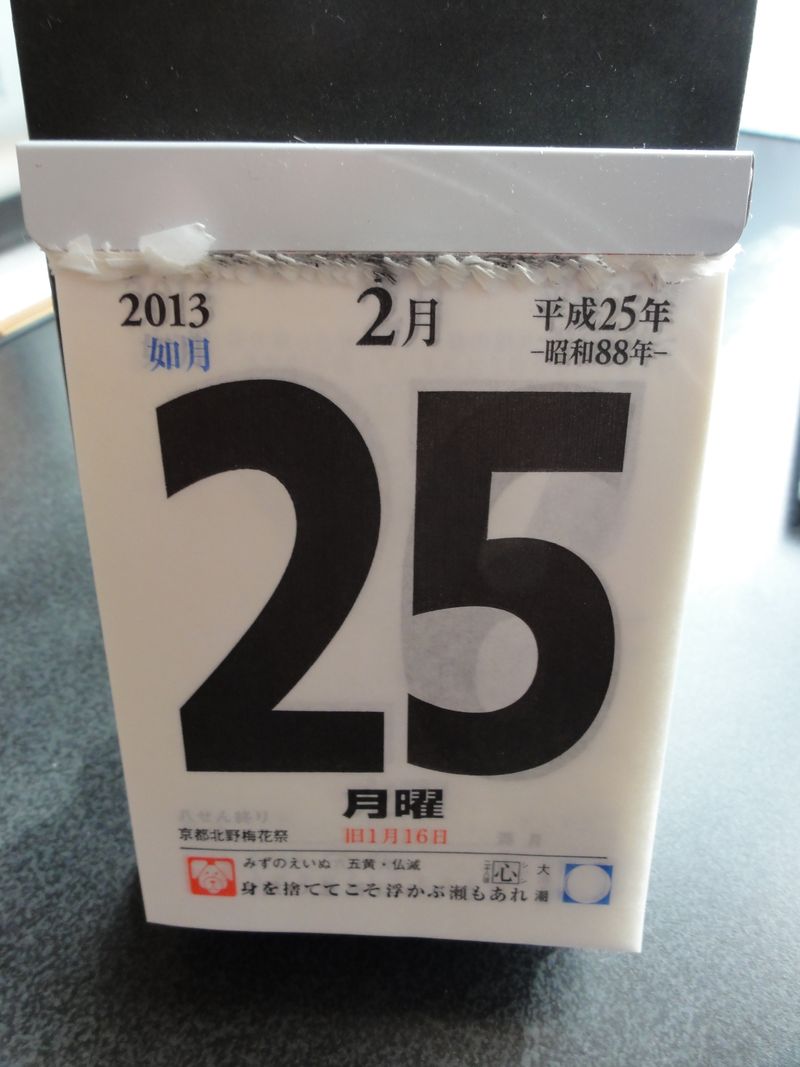 2013 2月 平成25年
如月 -昭和88年-
25
月曜
京都北野梅花祭 旧1月16日
みずのえいぬ 五黄・仏滅 心 大潮
身を捨ててこそ浮かぶ瀬もあれ